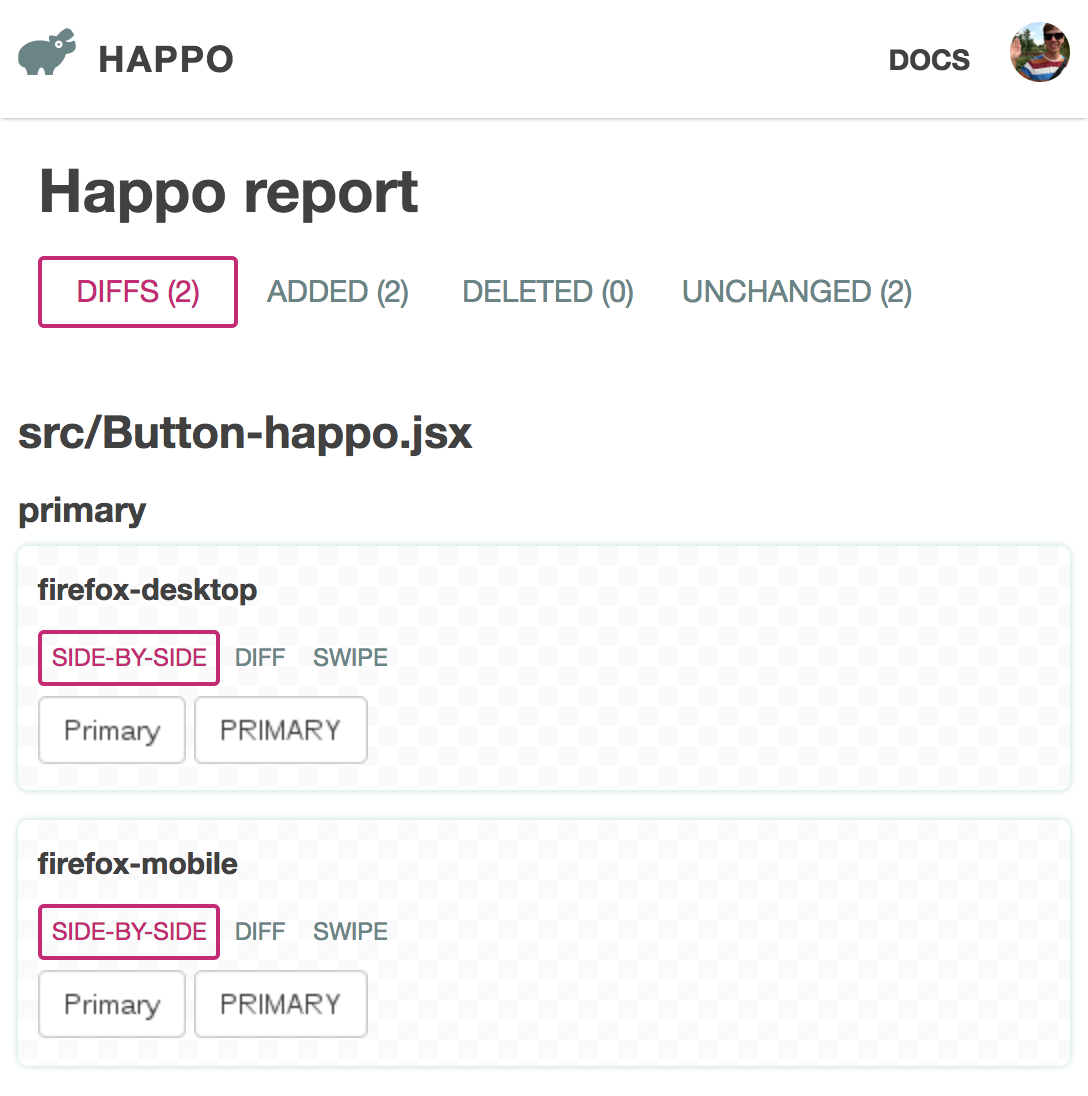 HAPPO DOCS
Happo report
DIFFS (2) ADDED (2) DELETED (0) UNCHANGED (2)
src/Button-happo.jsx
primary
firefox-desktop
SIDE-BY-SIDE DIFF SWIPE
Primary PRIMARY
firefox-mobile
SIDE-BY-SIDE DIFF SWIPE
Primary PRIMARY